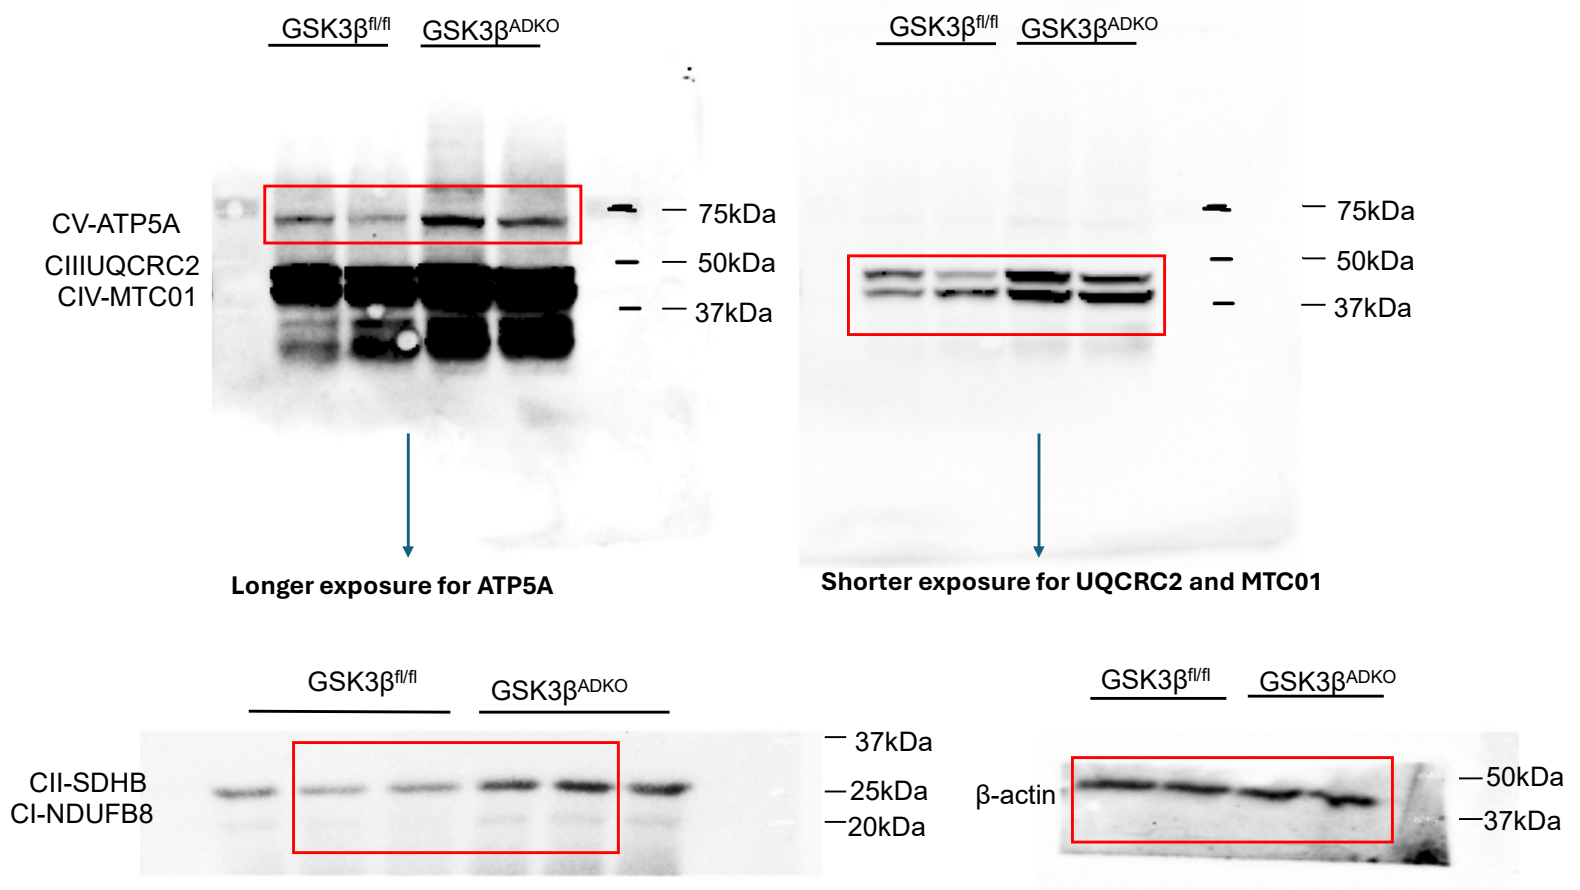 GSK3βfl/fl GSK3βADKO
GSK3βfl/fl GSK3βADKO
CV-ATP5A
CIIIUQCRC2
CIV-MTC01
75kDa
50kDa
37kDa
75kDa
50kDa
37kDa
Longer exposure for ATP5A
Shorter exposure for UQCRC2 and MTC01
GSK3βfl/fl GSK3βADKO
CII-SDHB
CI-NDUFB8
37kDa
25kDa
20kDa
GSK3βfl/fl GSK3βADKO
β-actin
50kDa
37kDa